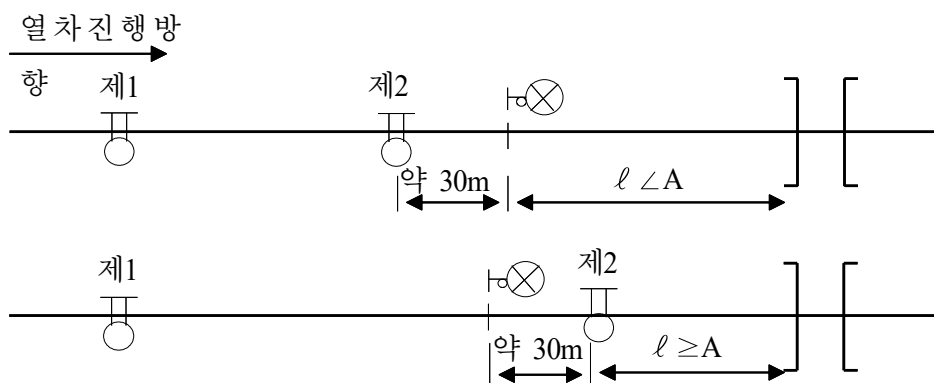 열차진행방
향
제1
제2
약 30m
ℓ ∠A
제1
제2
약 30m
ℓ ≥A